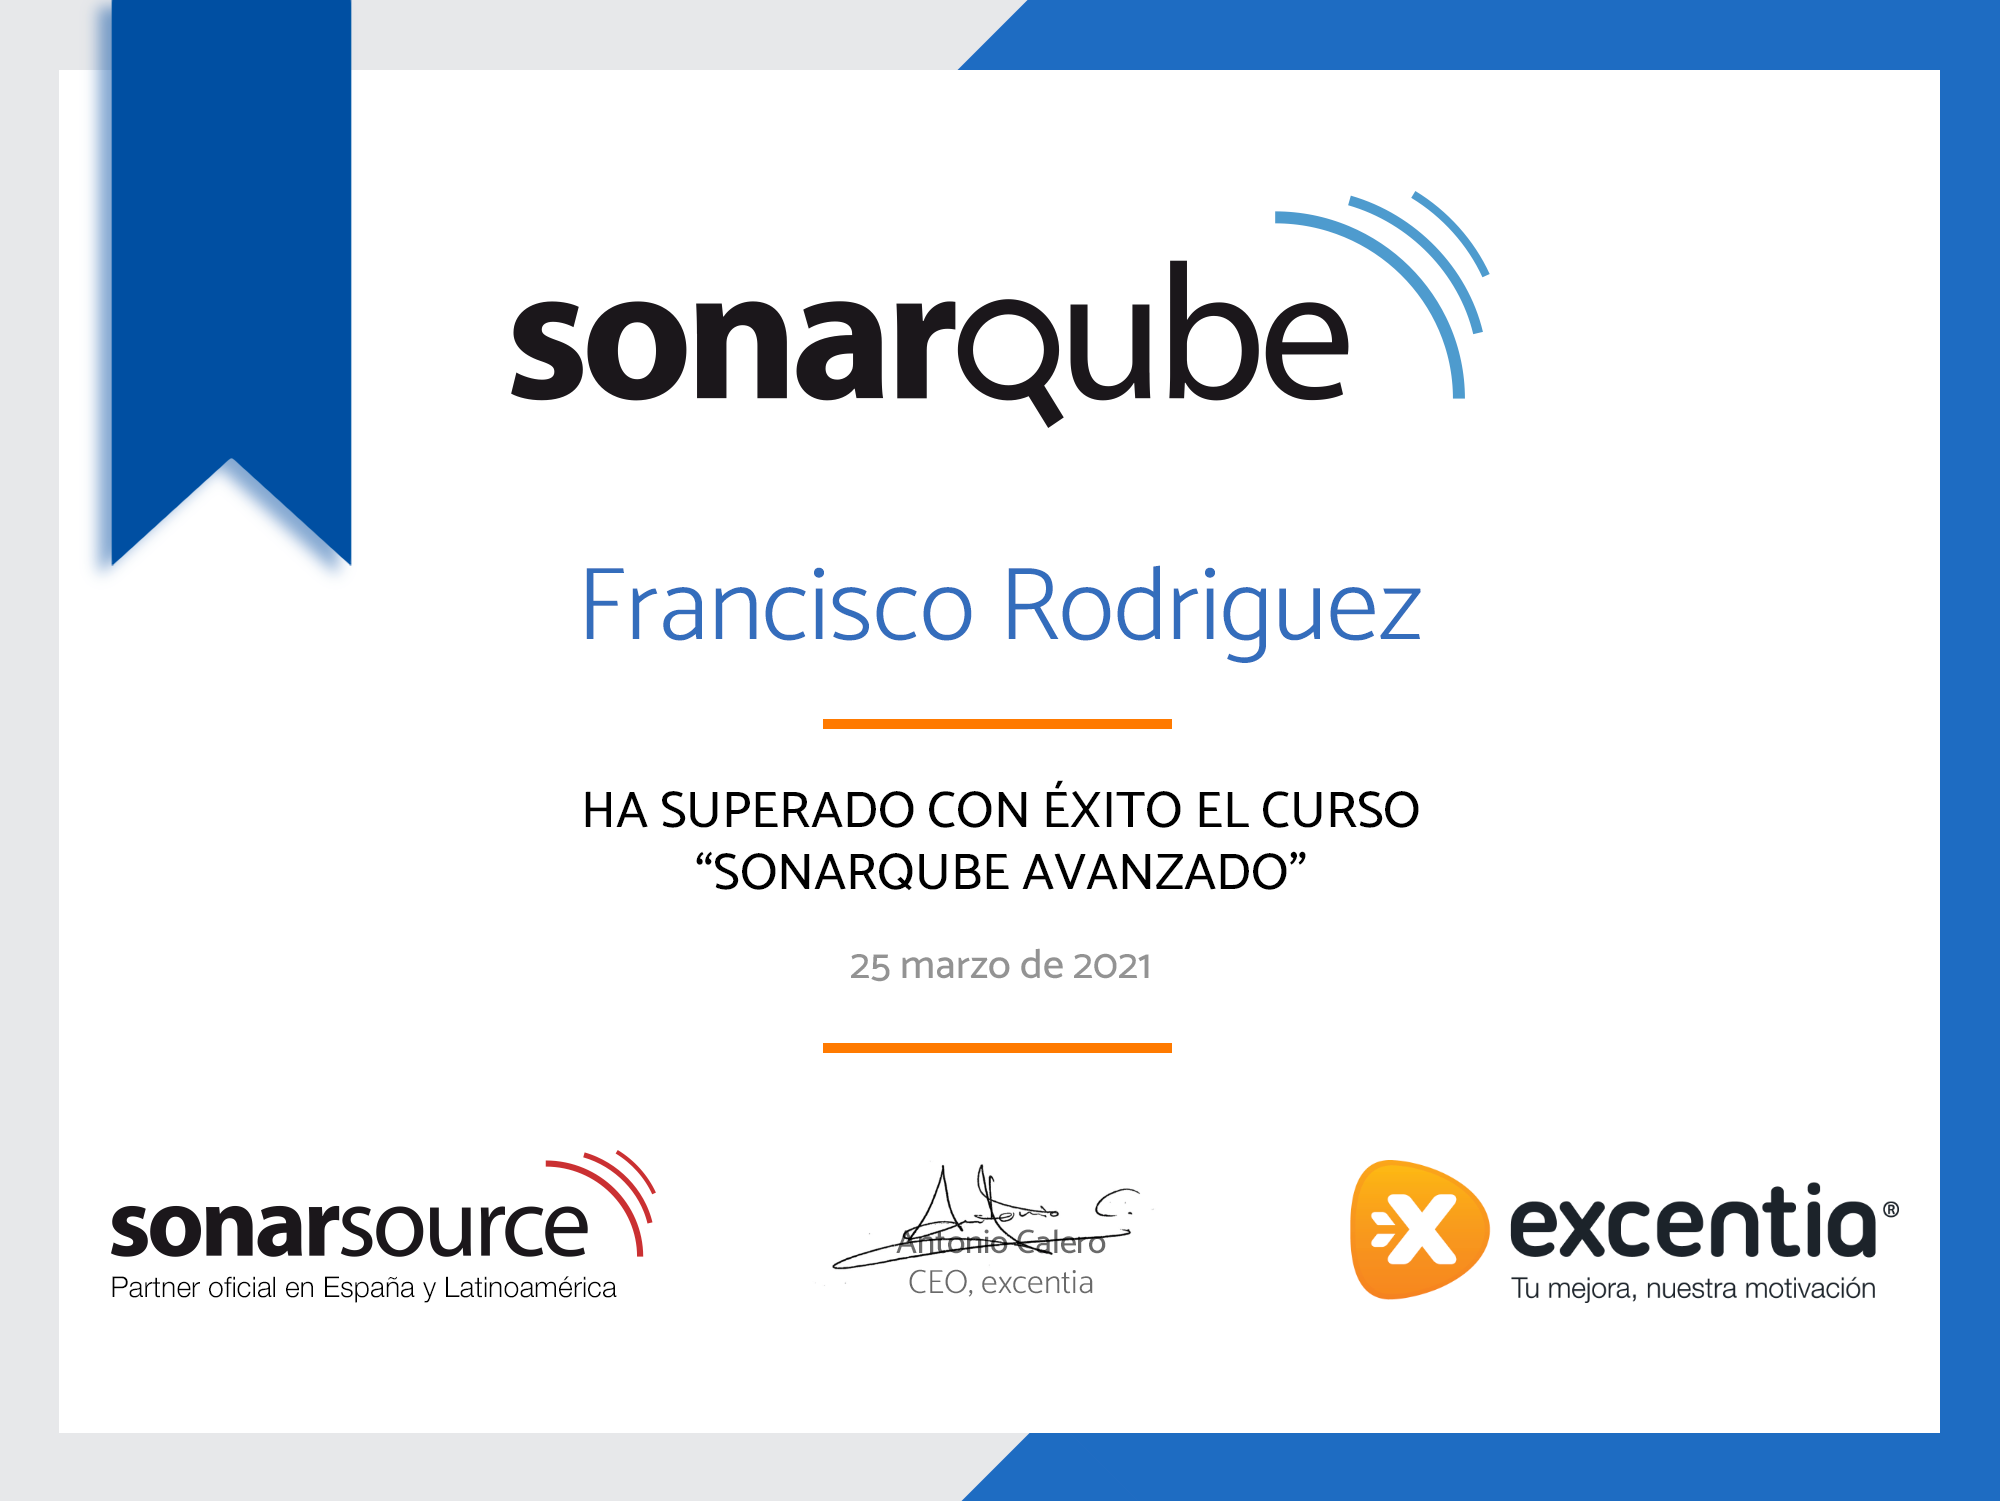 sonarqube
Francisco Rodriguez
HA SUPERADO CON ÉXITO EL CURSO
“SONARQUBE AVANZADO”
25 marzo de 2021
sonarsource
Partner oficial en España y Latinoamérica
Antonio C.
Antonio Calero
CEO, excentia
excentia®
Tu mejora, nuestra motivación